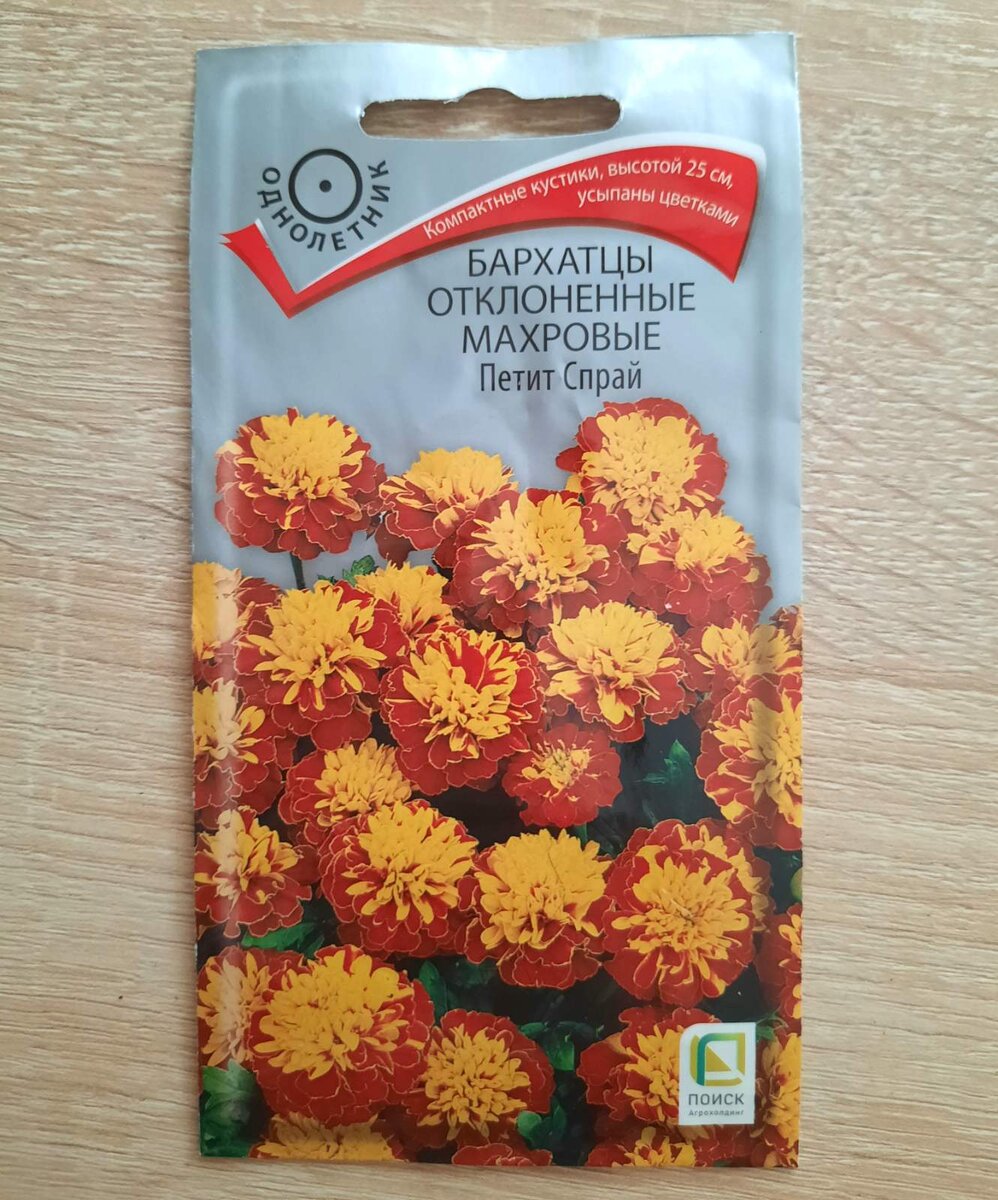 ОДНОЛЕТНИК
Компактные кустики, высотой 25 см,
усыпаны цветками
БАРХАТЦЫ
ОТКЛОНЕННЫЕ
МАХРОВЫЕ
Петит Спрай
ПОИСК
Агрохолдинг